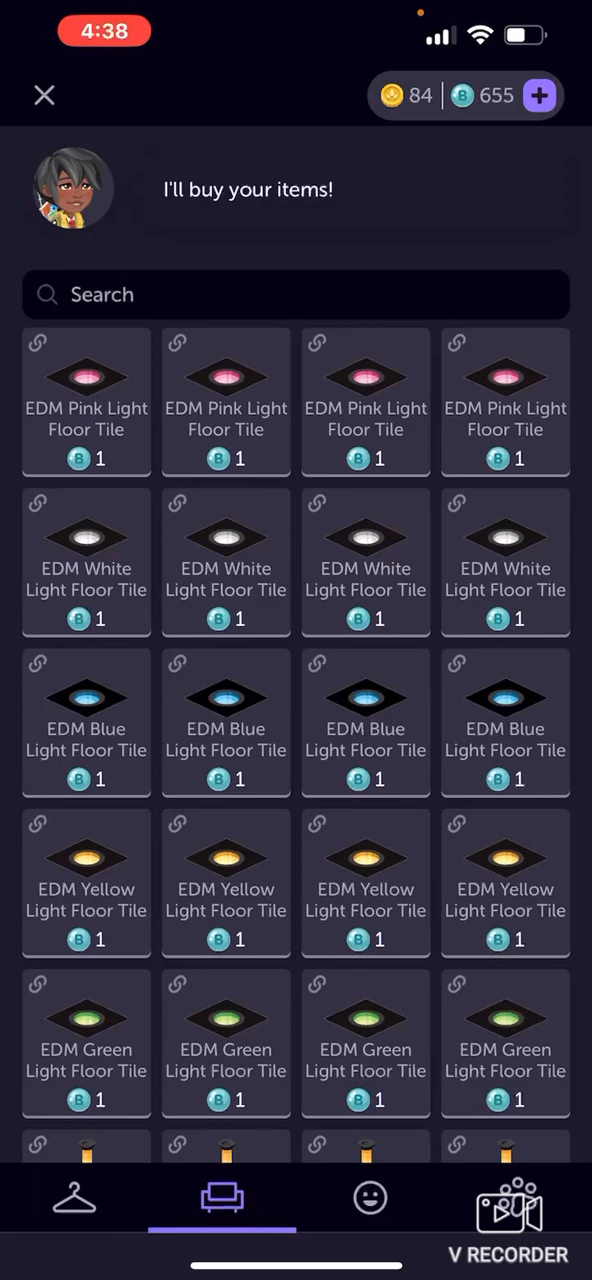 4:38
84 | B 655 +
I'll buy your items!
Search
EDM Pink Light Floor Tile
B 1
EDM Pink Light Floor Tile
B 1
EDM Pink Light Floor Tile
B 1
EDM Pink Light Floor Tile
B 1
EDM White Light Floor Tile
B 1
EDM White Light Floor Tile
B 1
EDM White Light Floor Tile
B 1
EDM White Light Floor Tile
B 1
EDM Blue Light Floor Tile
B 1
EDM Blue Light Floor Tile
B 1
EDM Blue Light Floor Tile
B 1
EDM Blue Light Floor Tile
B 1
EDM Yellow Light Floor Tile
B 1
EDM Yellow Light Floor Tile
B 1
EDM Yellow Light Floor Tile
B 1
EDM Yellow Light Floor Tile
B 1
EDM Green Light Floor Tile
B 1
EDM Green Light Floor Tile
B 1
EDM Green Light Floor Tile
B 1
EDM Green Light Floor Tile
B 1
V RECORDER